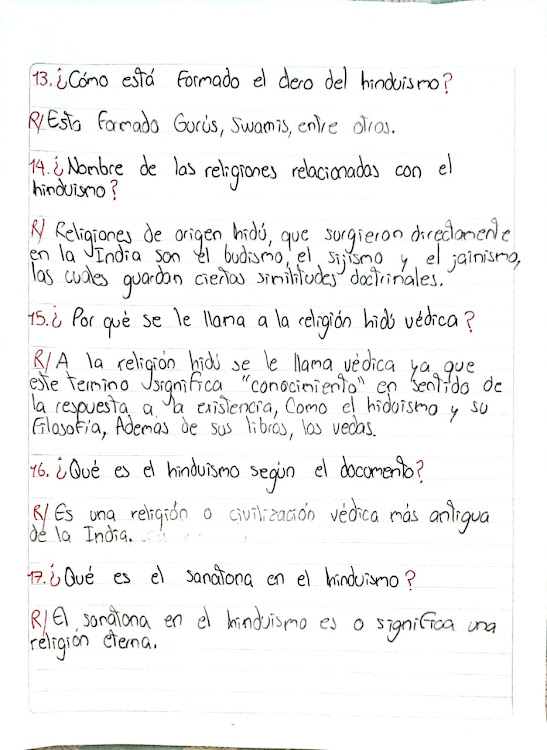 13. ¿Cómo está formado el clero del hinduismo?
R/ Esta formado Gurús, Swamis, entre otros.
14. ¿Nombre de las religiones relacionadas con el
hinduismo?
R/ Religiones de origen hidú, que surgieron directamente
en la India son el budismo, el sijismo y el jainismo,
las cuales guardan ciertas similitudes doctrinales.
15. ¿Por qué se le llama a la religión hidú védica?
R/ A la religión hidú se le llama védica ya que
este termino significa "conocimiento" en sentido de
la respuesta a la existencia, Como el hiduismo y su
filosofía, Además de sus libros, los vedas.
16. ¿Qué es el hinduismo según el documento?
R/ Es una religión o civilización védica más antigua
de la India.
17. ¿Qué es el sanatona en el hinduismo?
R/ El sanatona en el hinduismo es o significa una
religión eterna.